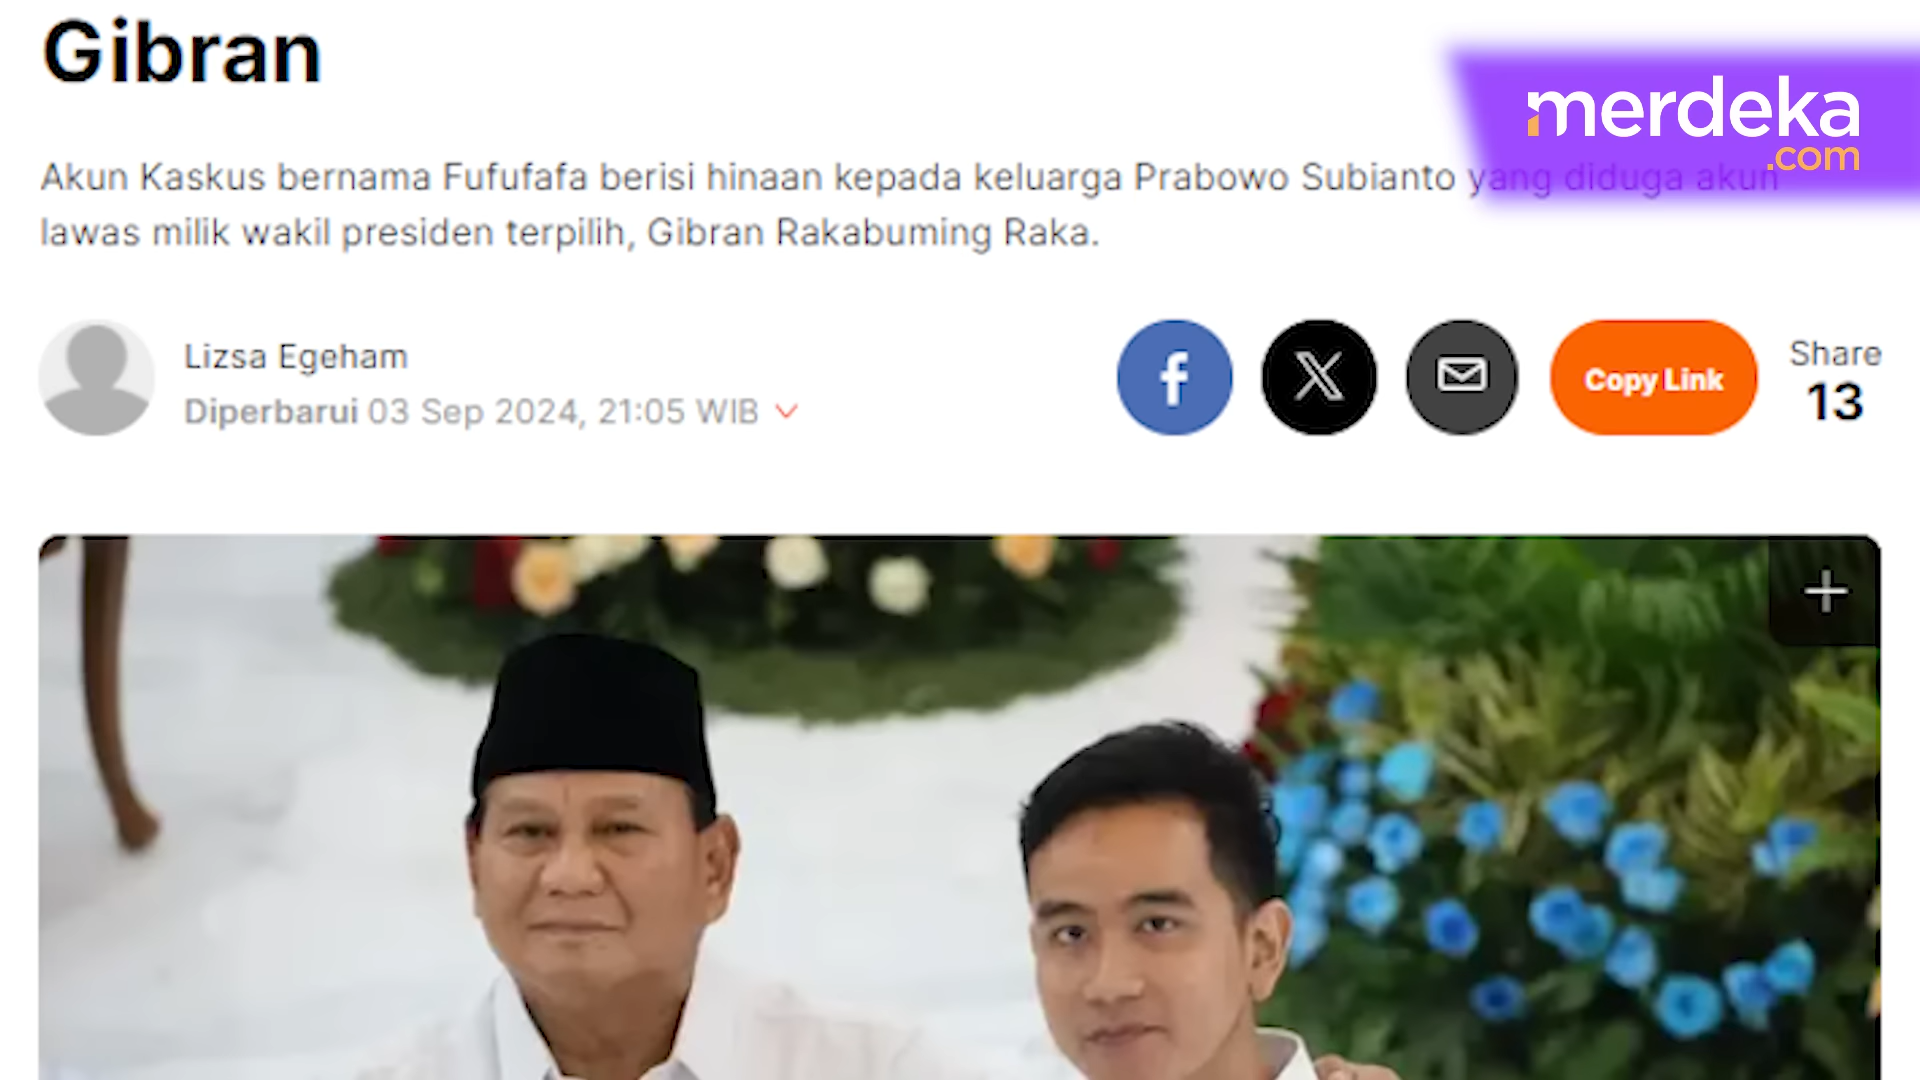 Gibran
merdeka
.com
Akun Kaskus bernama Fufufafa berisi hinaan kepada keluarga Prabowo Subianto yang diduga akun
lawas milik wakil presiden terpilih, Gibran Rakabuming Raka.
Lizsa Egeham
Diperbarui 03 Sep 2024, 21:05 WIB
Copy Link
Share
13